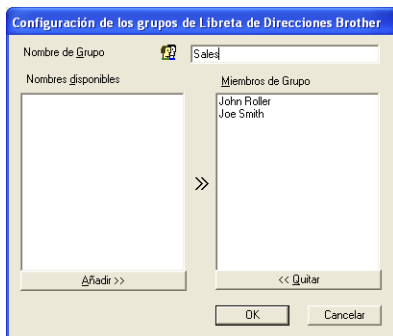 Configuración de los grupos de Libreta de Direcciones Brother
Nombre de Grupo
Sales
Nombres disponibles
Miembros de Grupo
John Roller
Joe Smith
>>
Añadir >>
<< Quitar
OK
Cancelar